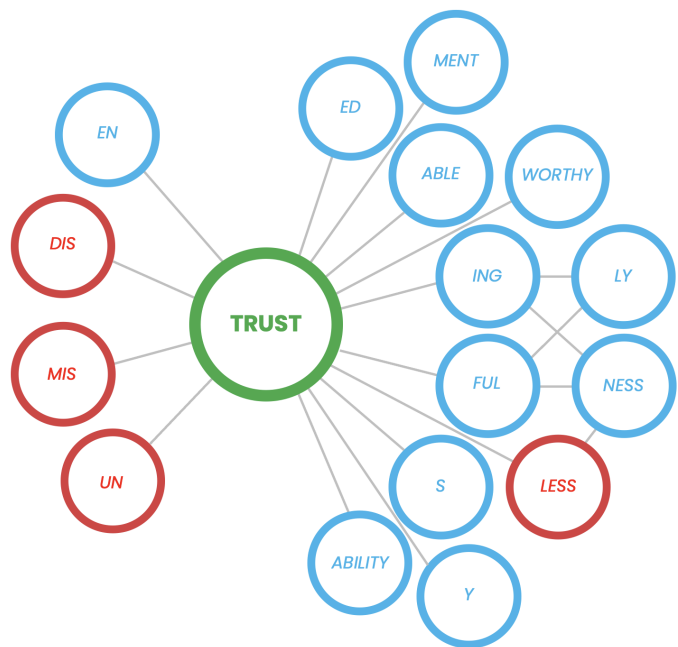 MENT
ED
EN
ABLE
WORTHY
DIS
ING
LY
TRUST
MIS
FUL
NESS
UN
S
LESS
ABILITY
Y